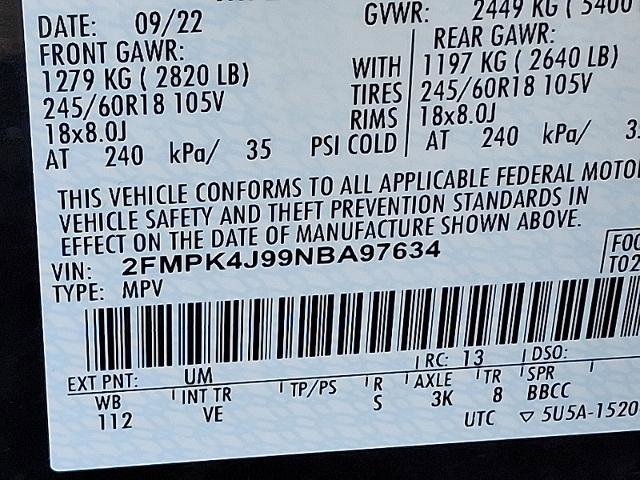 DATE: 09/22 GVWR: 2449 KG ( 5400
FRONT GAWR: REAR GAWR:
1279 KG ( 2820 LB) WITH 1197 KG ( 2640 LB)
245/60R18 105V TIRES 245/60R18 105V
18x8.0J RIMS 18x8.0J
AT 240 kPa/ 35 PSI COLD AT 240 kPa/
THIS VEHICLE CONFORMS TO ALL APPLICABLE FEDERAL MOTO
VEHICLE SAFETY AND THEFT PREVENTION STANDARDS IN
EFFECT ON THE DATE OF MANUFACTURE SHOWN ABOVE.
VIN: 2FMPK4J99NBA97634 FOC
TYPE: MPV TO2
EXT PNT: UM RC: 13 DSO:
WB INT TR TP/PS R AXLE TR SPR
112 VE S 3K 8 BBCC
UTC ▽ 5U5A-1520